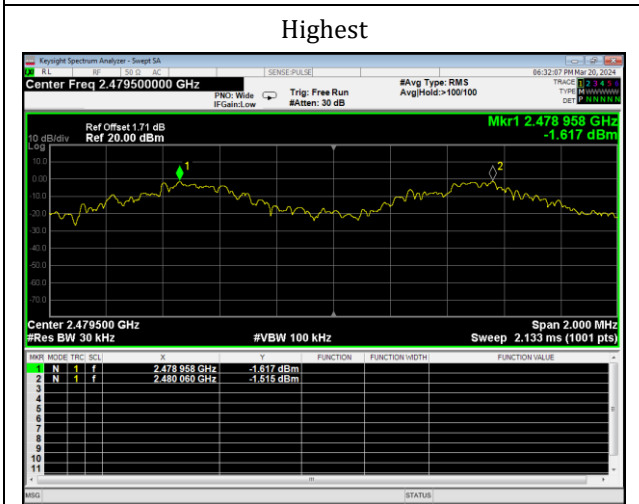 Highest
Keysight Spectrum Analyzer - Swept SA
RL RF 50 Ω AC SENSE:PULSE 06:32:07 PM Mar 20, 2024
Center Freq 2.479500000 GHz #Avg Type: RMS TRACE 1 2 3 4 5 6
PNO: Wide Trig: Free Run Avg|Hold:>100/100 TYPE M WWWWW
IFGain:Low #Atten: 30 dB DET P N N N N N
Mkr1 2.478 958 GHz
Ref Offset 1.71 dB
10 dB/div Ref 20.00 dBm -1.617 dBm
Log
10.0
0.00
-10.0
-20.0
-30.0
-40.0
-50.0
-60.0
-70.0
1
2
Center 2.479500 GHz Span 2.000 MHz
#Res BW 30 kHz #VBW 100 kHz Sweep 2.133 ms (1001 pts)
MKR MODE TRC SCL X Y FUNCTION FUNCTION WIDTH FUNCTION VALUE
1 N 1 f 2.478 958 GHz -1.617 dBm
2 N 1 f 2.480 060 GHz -1.515 dBm
3
4
5
6
7
8
9
10
11
MSG STATUS